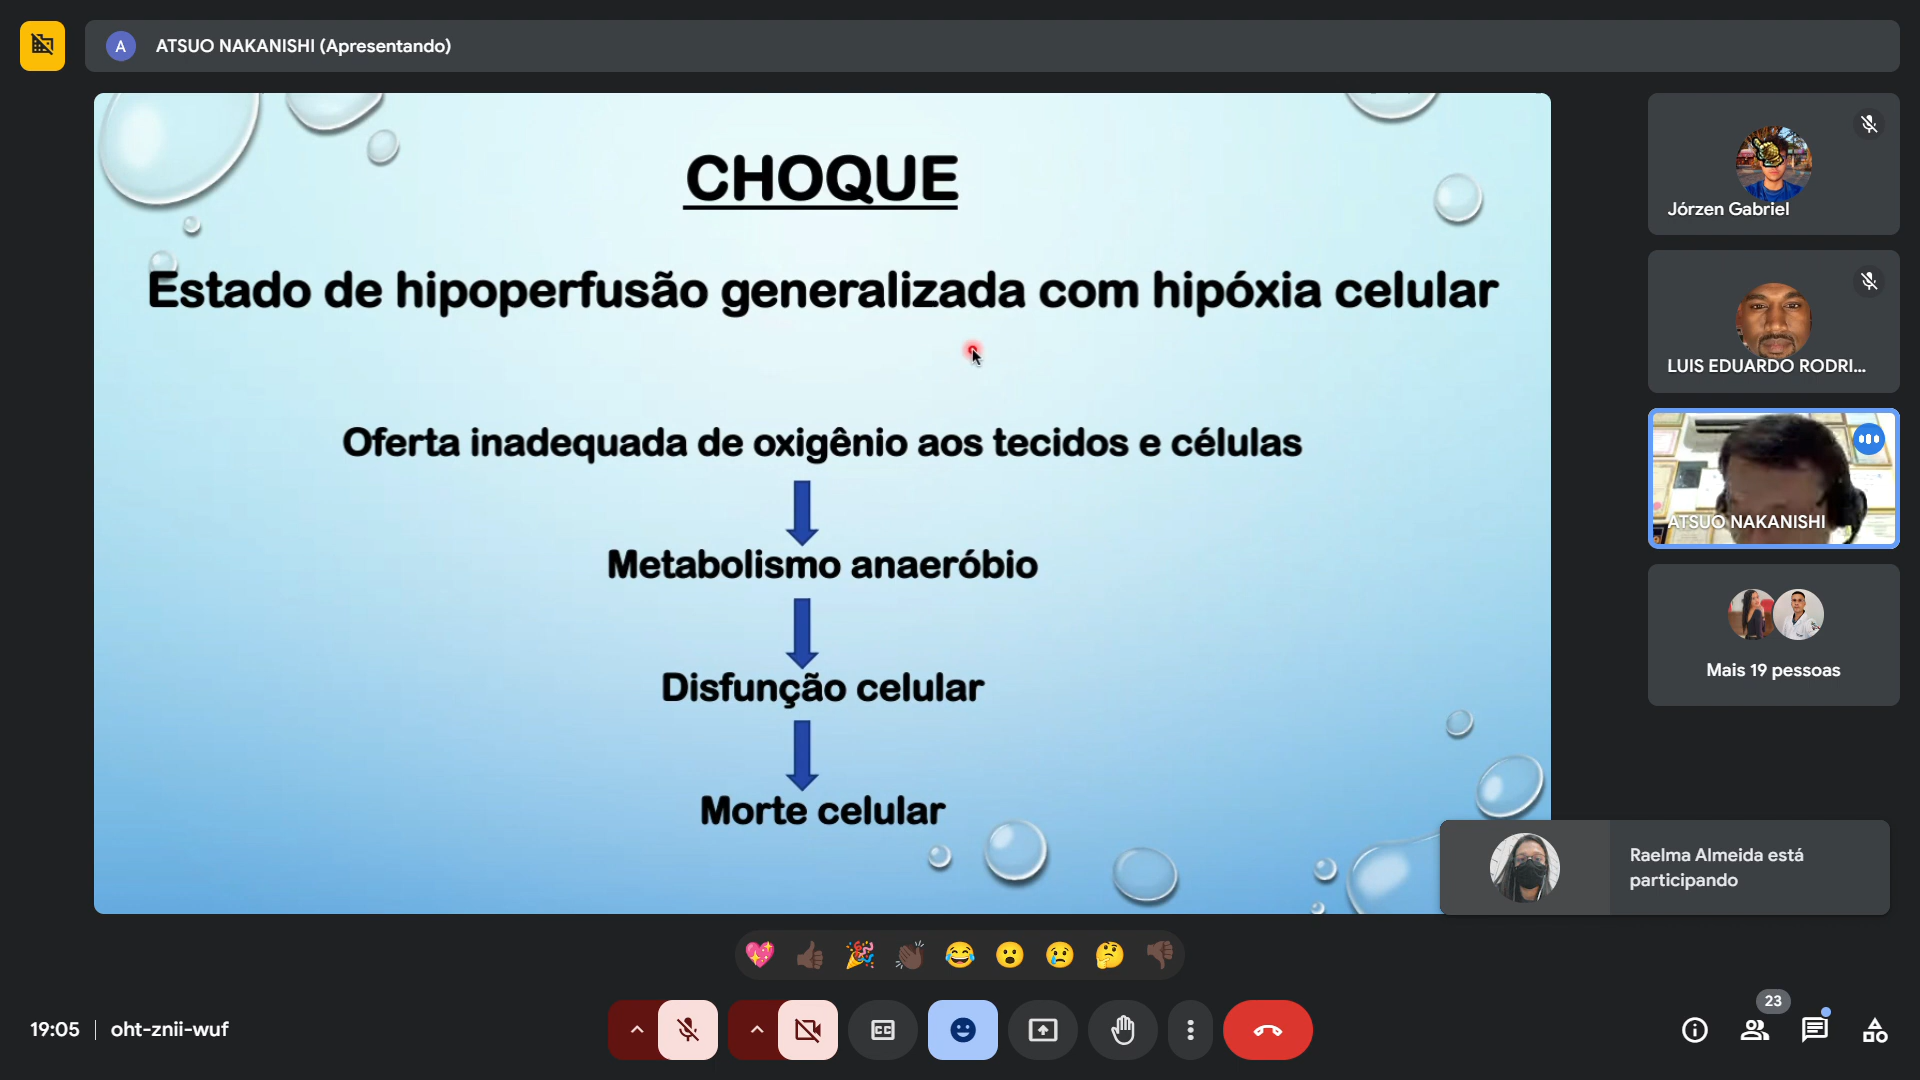 A
ATSUO NAKANISHI (Apresentando)
CHOQUE
Estado de hipoperfusão generalizada com hipóxia celular
Oferta inadequada de oxigênio aos tecidos e células
Metabolismo anaeróbio
Disfunção celular
Morte celular
Jórzen Gabriel
LUIS EDUARDO RODRI...
ATSUO NAKANISHI
Mais 19 pessoas
Raelma Almeida está
participando
19:05 | oht-znii-wuf
CC
23